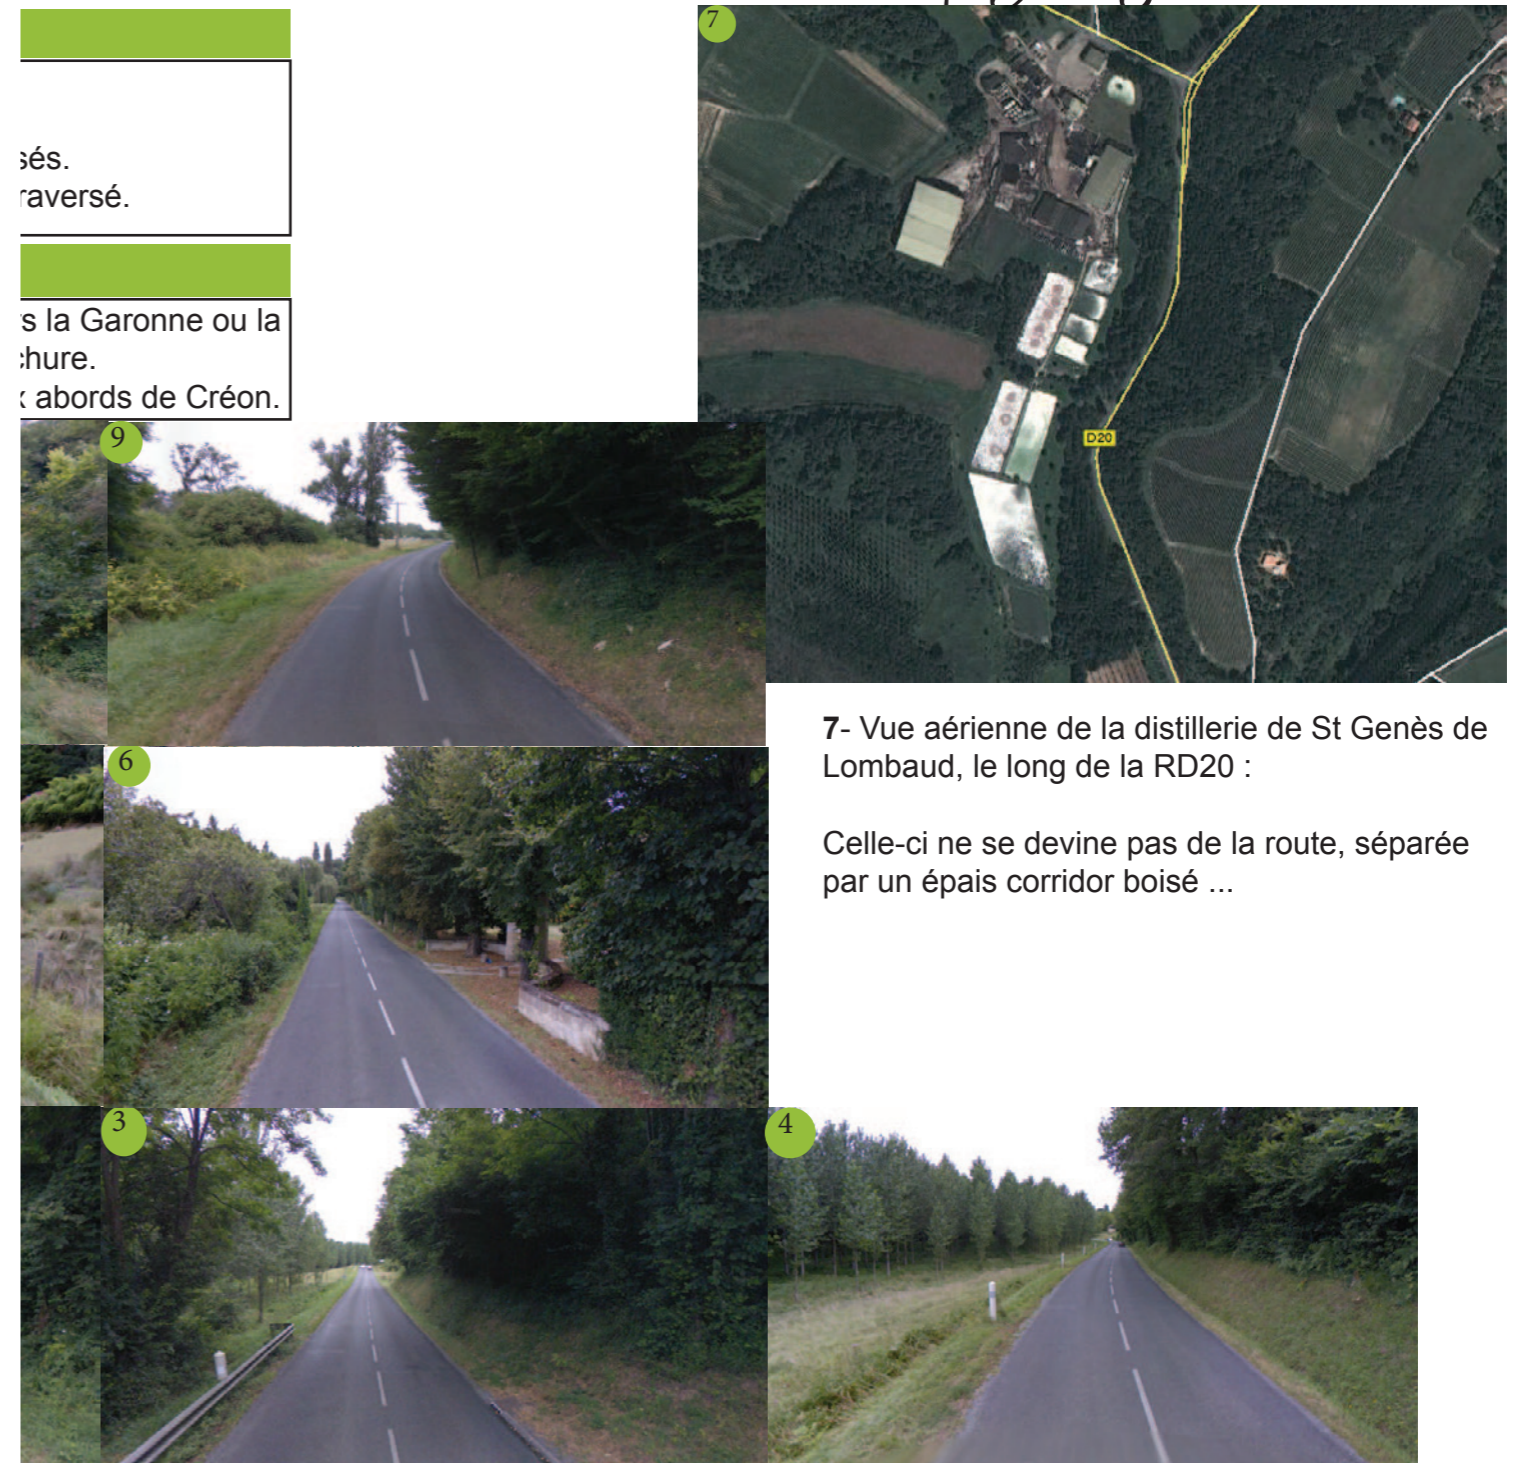 7
sés.
raversé.
s la Garonne ou la
chure.
x abords de Créon.
9
D20
7- Vue aérienne de la distillerie de St Genès de
Lombaud, le long de la RD20 :
Celle-ci ne se devine pas de la route, séparée
par un épais corridor boisé ...
6
3
4